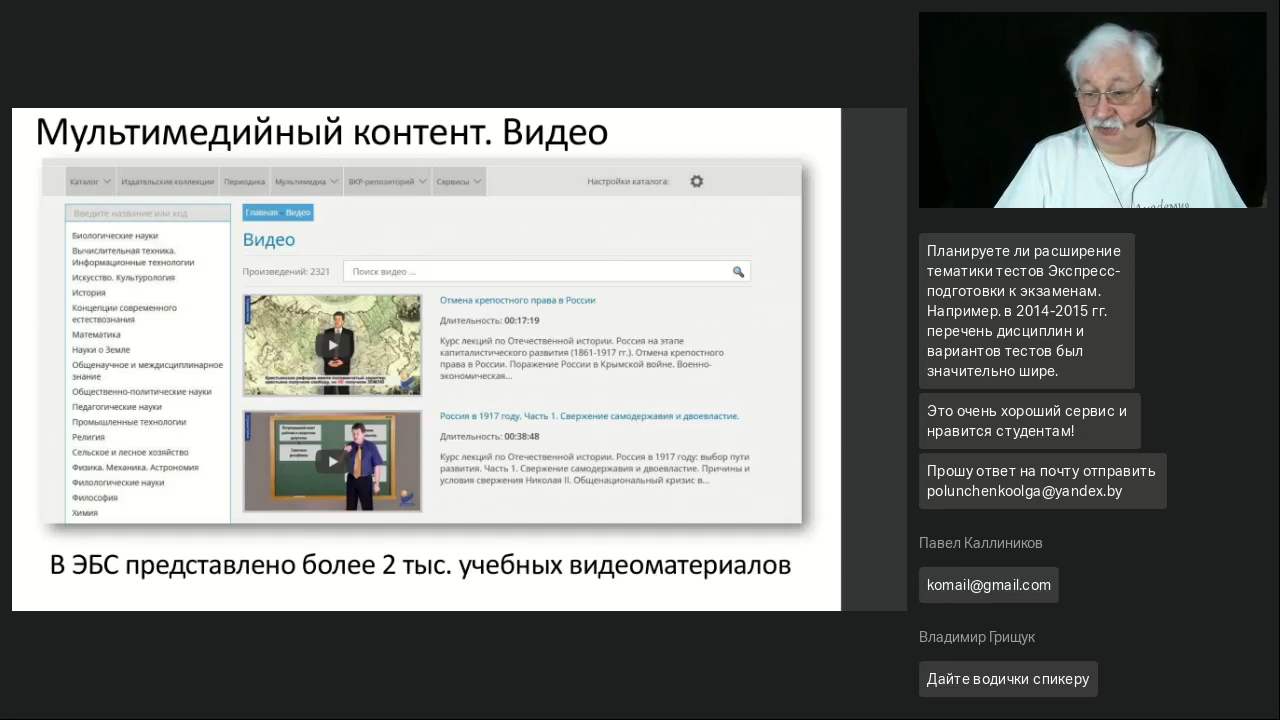 Мультимедийный контент. Видео
Каталог
Издательские коллекции
Периодика
Мультимедиа
ВКР-репозиторий
Сервисы
Настройки каталога:
Введите название или код
Биологические науки
Вычислительная техника.
Информационные технологии
Искусство. Культурология
История
Концепции современного
естествознания
Математика
Науки о Земле
Общенаучное и междисциплинарное
знание
Общественно-политические науки
Педагогические науки
Промышленные технологии
Религия
Сельское и лесное хозяйство
Физика. Механика. Астрономия
Филологические науки
Философия
Химия
Главная - Видео
Видео
Произведений: 2321
Поиск видео ...
Отмена крепостного права в России
Длительность: 00:17:19
Курс лекций по Отечественной истории. Россия на этапе
капиталистического развития (1861-1917 гг.). Отмена крепостного
права в России. Поражение России в Крымской войне. Военно-
экономическая...
Россия в 1917 году. Часть 1. Свержение самодержавия и двоевластие.
Длительность: 00:38:48
Курс лекций по Отечественной истории. Россия в 1917 году: выбор пути
развития. Часть 1. Свержение самодержавия и двоевластие. Причины и
условия свержения Николая II. Общенациональный кризис в...
В ЭБС представлено более 2 тыс. учебных видеоматериалов
Академия
Планируете ли расширение
тематики тестов Экспресс-
подготовки к экзаменам.
Например. в 2014-2015 гг.
перечень дисциплин и
вариантов тестов был
значительно шире.
Это очень хороший сервис и
нравится студентам!
Прошу ответ на почту отправить
polunchenkoolga@yandex.by
Павел Каллиников
komail@gmail.com
Владимир Грищук
Дайте водички спикеру